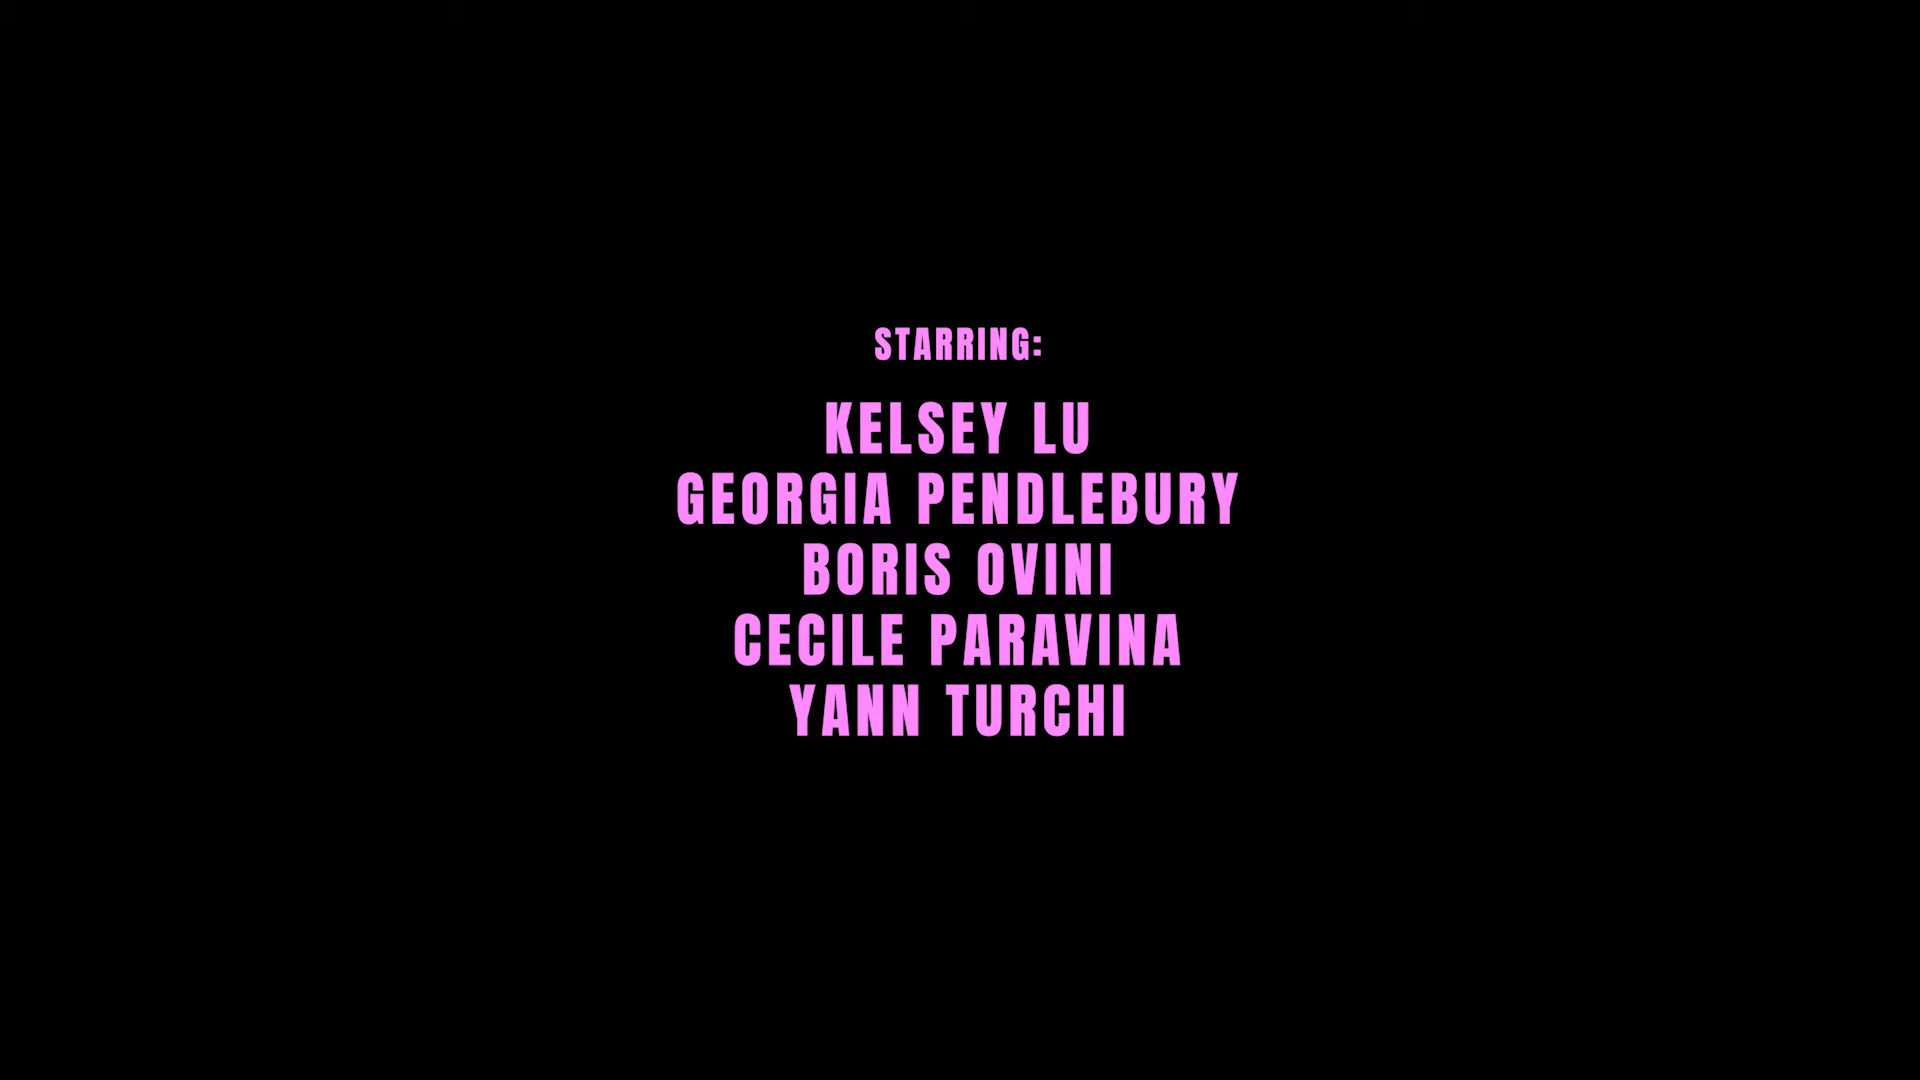 STARRING:
KELSEY LU
GEORGIA PENDLEBURY
BORIS OVINI
CECILE PARAVINA
YANN TURCHI